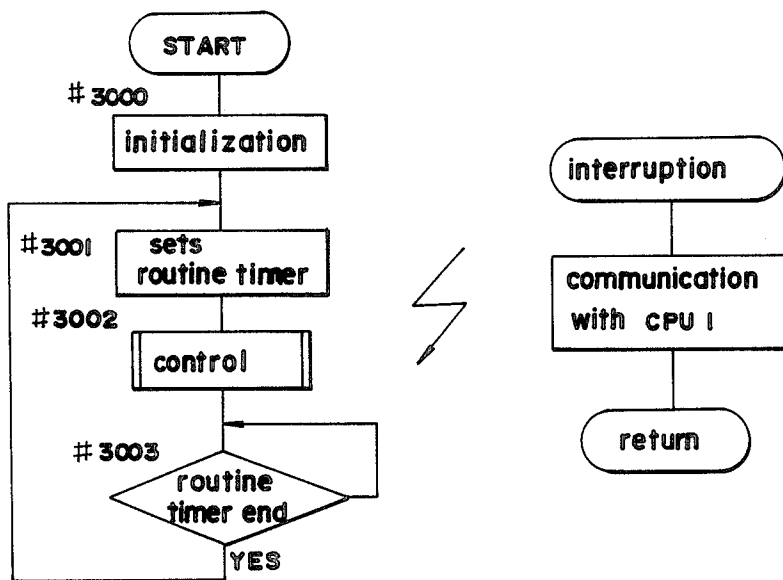 START
#3000
initialization
#3001
sets
routine timer
#3002
control
#3003
routine
timer end
YES
interruption
communication
with CPU 1
return